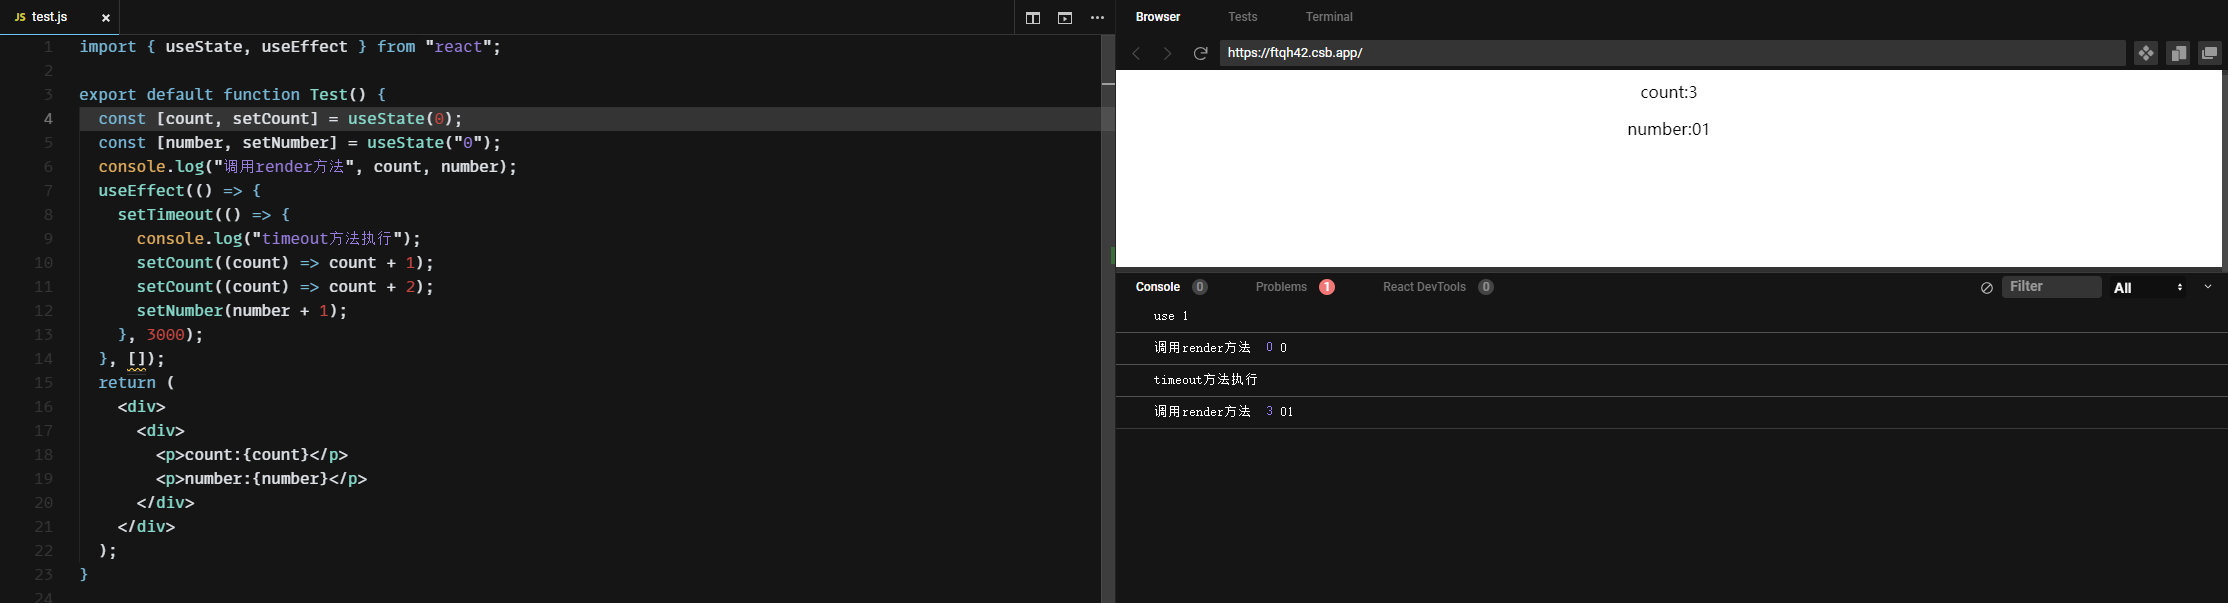 JS test.js ×
1 import { useState, useEffect } from "react";
2
3 export default function Test() {
4 const [count, setCount] = useState(0);
5 const [number, setNumber] = useState("0");
6 console.log("调用render方法", count, number);
7 useEffect(() => {
8 setTimeout(() => {
9 console.log("timeout方法执行");
10 setCount((count) => count + 1);
11 setCount((count) => count + 2);
12 setNumber(number + 1);
13 }, 3000);
14 }, []);
15 return (
16 <div>
17 <div>
18 <p>count:{count}</p>
19 <p>number:{number}</p>
20 </div>
21 </div>
22 );
23 }
24
Browser Tests Terminal
https://ftqh42.csb.app/
count:3
number:01
Console 0 Problems 1 React DevTools 0 Filter All
use 1
调用render方法 0 0
timeout方法执行
调用render方法 3 01